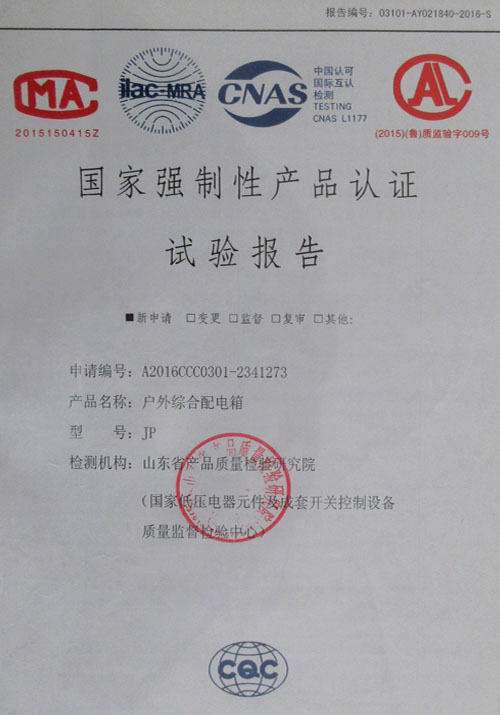 报告编号：03101-AY021840-2016-S
MA
2015150415Z
ilac-MRA
CNAS
中国认可
国际互认
检测
TESTING
CNAS L1177
CAL
(2015)(鲁)质监验字009号
国家强制性产品认证
试验报告
■新申请 □变更 □监督 □复审 □其他：
申请编号：A2016CCC0301-2341273
产品名称：户外综合配电箱
型 号：JP
检测机构：山东省产品质量检验研究院
（国家低压电器元件及成套开关控制设备
质量监督检验中心）
CQC